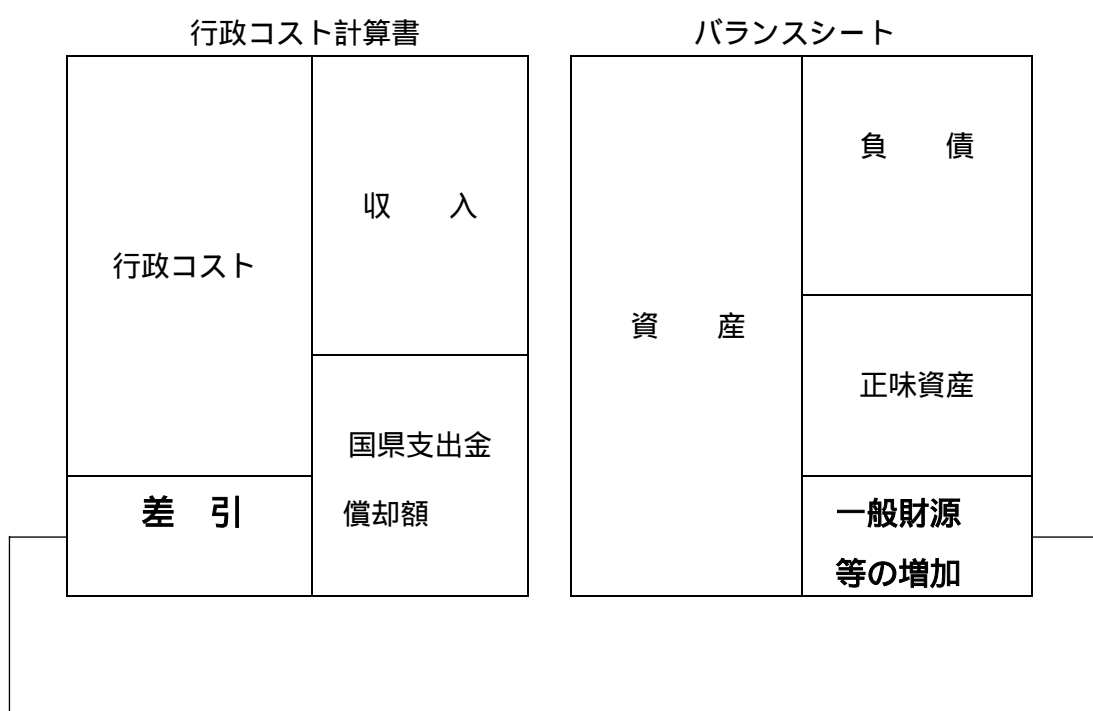 行政コスト計算書
行政コスト
収　　入
国県支出金
償却額
差　引
バランスシート
資　　産
負　　債
正味資産
一般財源
等の増加